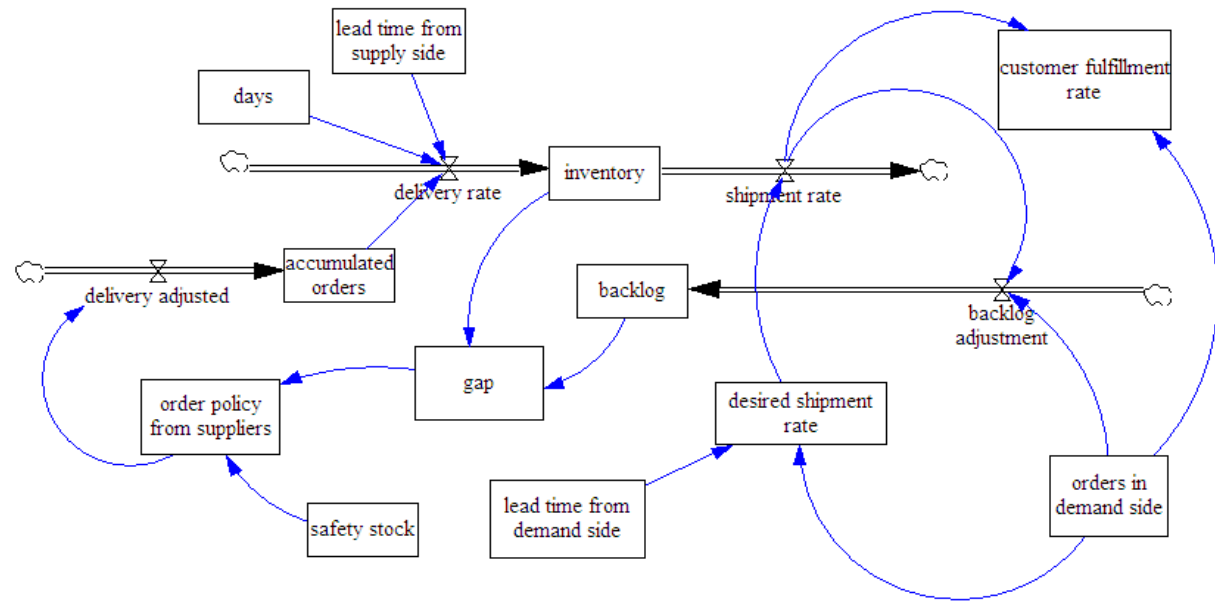 lead time from
supply side
customer fulfillment
rate
days
inventory
delivery rate
shipment rate
accumulated
orders
delivery adjusted
backlog
backlog
adjustment
gap
order policy
from suppliers
desired shipment
rate
lead time from
demand side
orders in
demand side
safety stock